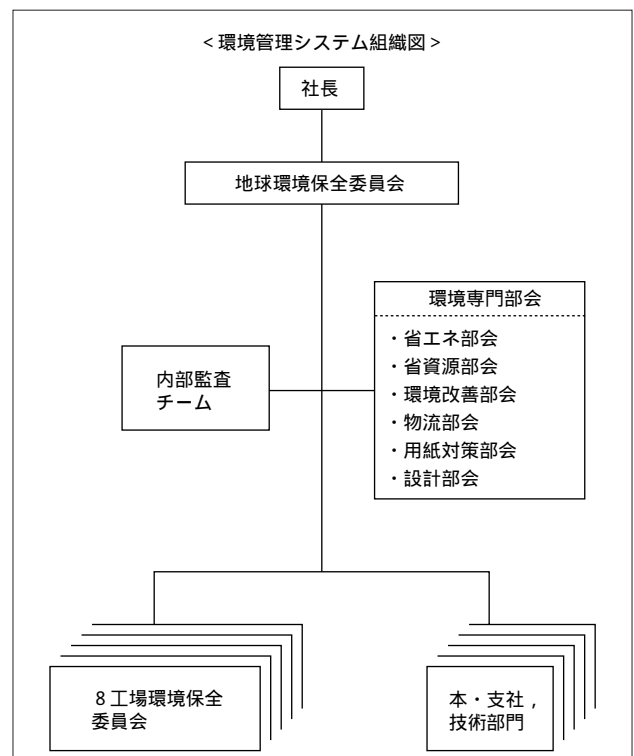 <環境管理システム組織図>
社長
地球環境保全委員会
環境専門部会
・省エネ部会
・省資源部会
・環境改善部会
・物流部会
・用紙対策部会
・設計部会
内部監査
チーム
8工場環境保全
委員会
本・支社，
技術部門